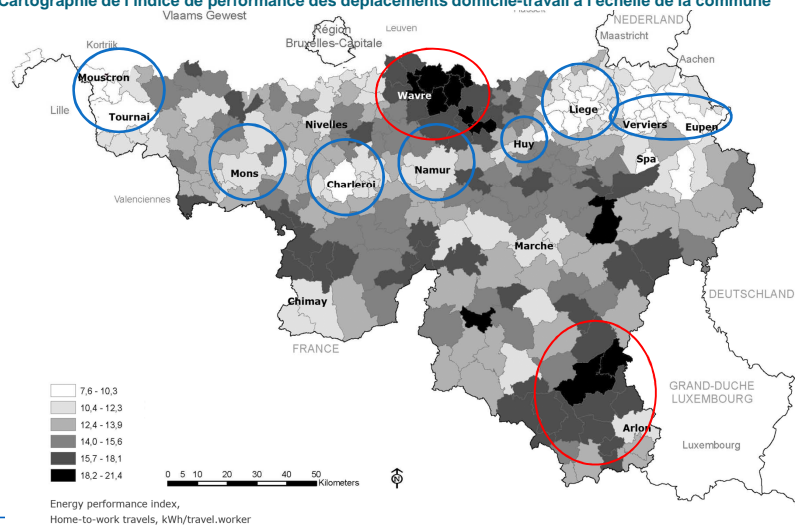 Cartographie de l'indice de performance des déplacements domicile-travail à l'échelle de la commune
Vlaams Gewest
NEDERLAND
Leuven
Maastricht
Région
Bruxelles-Capitale
Kortrijk
Aachen
Mouscron
Wavre
Lille
Tournai
Liege
Nivelles
Verviers
Eupen
Huy
Spa
Mons
Namur
Charleroi
Valenciennes
Marche
DEUTSCHLAND
Chimay
FRANCE
GRAND-DUCHE
LUXEMBOURG
Arlon
Luxembourg
7,6 - 10,3
10,4 - 12,3
12,4 - 13,9
14,0 - 15,6
15,7 - 18,1
18,2 - 21,4
0 5 10 20 30 40 50
Kilometers
N
Energy performance index,
Home-to-work travels, kWh/travel.worker